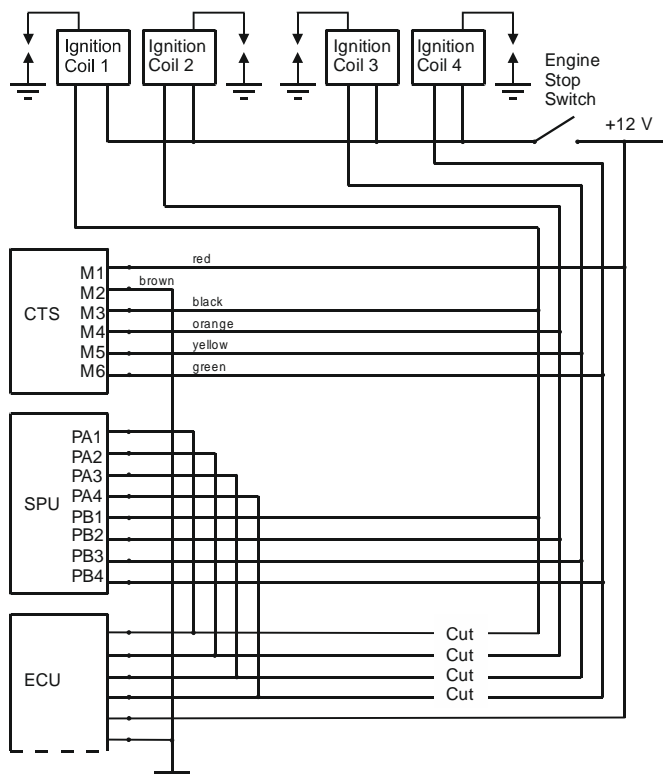 Ignition
Coil 1
Ignition
Coil 2
Ignition
Coil 3
Ignition
Coil 4
Engine
Stop
Switch
+12 V
CTS
M1
M2
M3
M4
M5
M6
red
brown
black
orange
yellow
green
SPU
PA1
PA2
PA3
PA4
PB1
PB2
PB3
PB4
ECU
Cut
Cut
Cut
Cut